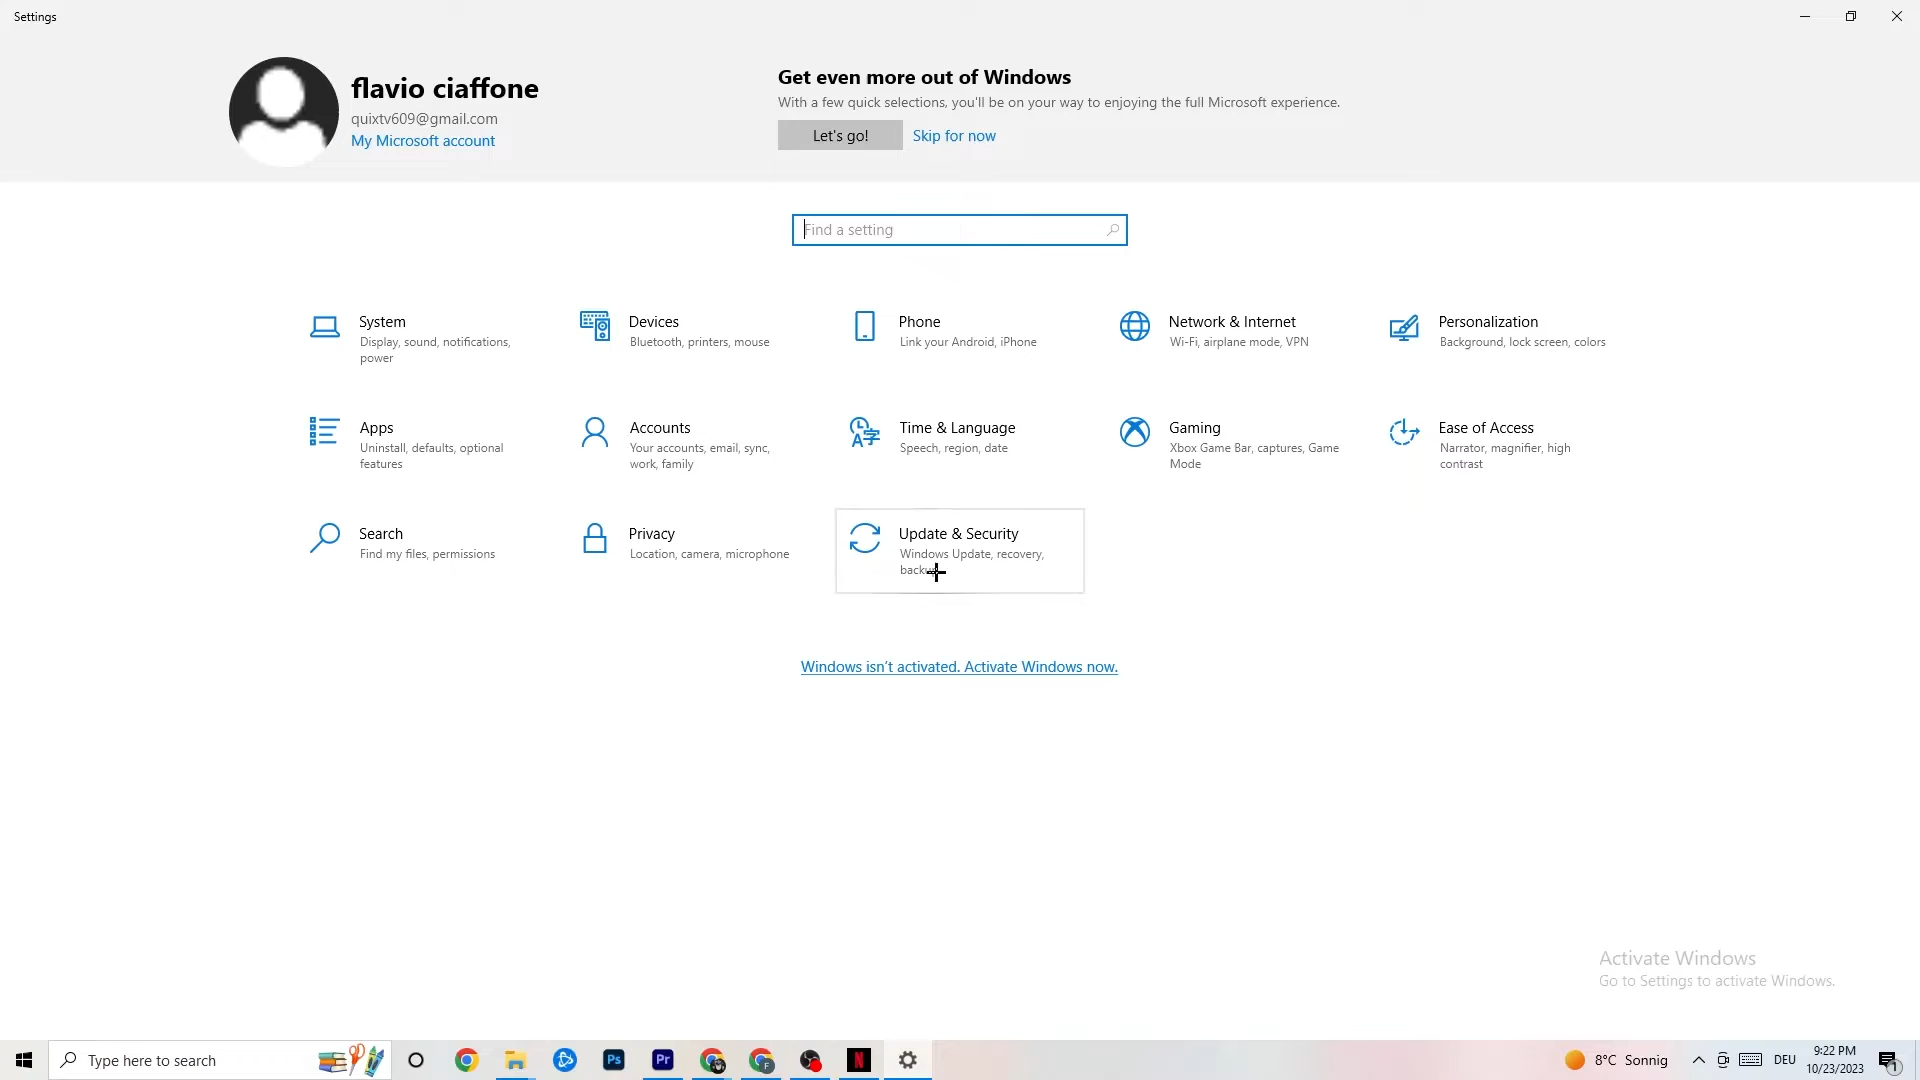 Settings
flavio ciaffone
quixtv609@gmail.com
My Microsoft account
Get even more out of Windows
With a few quick selections, you'll be on your way to enjoying the full Microsoft experience.
Let's go!
Skip for now
Find a setting
System
Display, sound, notifications,
power
Devices
Bluetooth, printers, mouse
Phone
Link your Android, iPhone
Network & Internet
Wi-Fi, airplane mode, VPN
Personalization
Background, lock screen, colors
Apps
Uninstall, defaults, optional
features
Accounts
Your accounts, email, sync,
work, family
Time & Language
Speech, region, date
Gaming
Xbox Game Bar, captures, Game
Mode
Ease of Access
Narrator, magnifier, high
contrast
Search
Find my files, permissions
Privacy
Location, camera, microphone
Update & Security
Windows Update, recovery,
backup
Windows isn't activated. Activate Windows now.
Activate Windows
Go to Settings to activate Windows.
Type here to search
Ps
Pr
F
N
8°C Sonnig
DEU
9:22 PM
10/23/2023
1